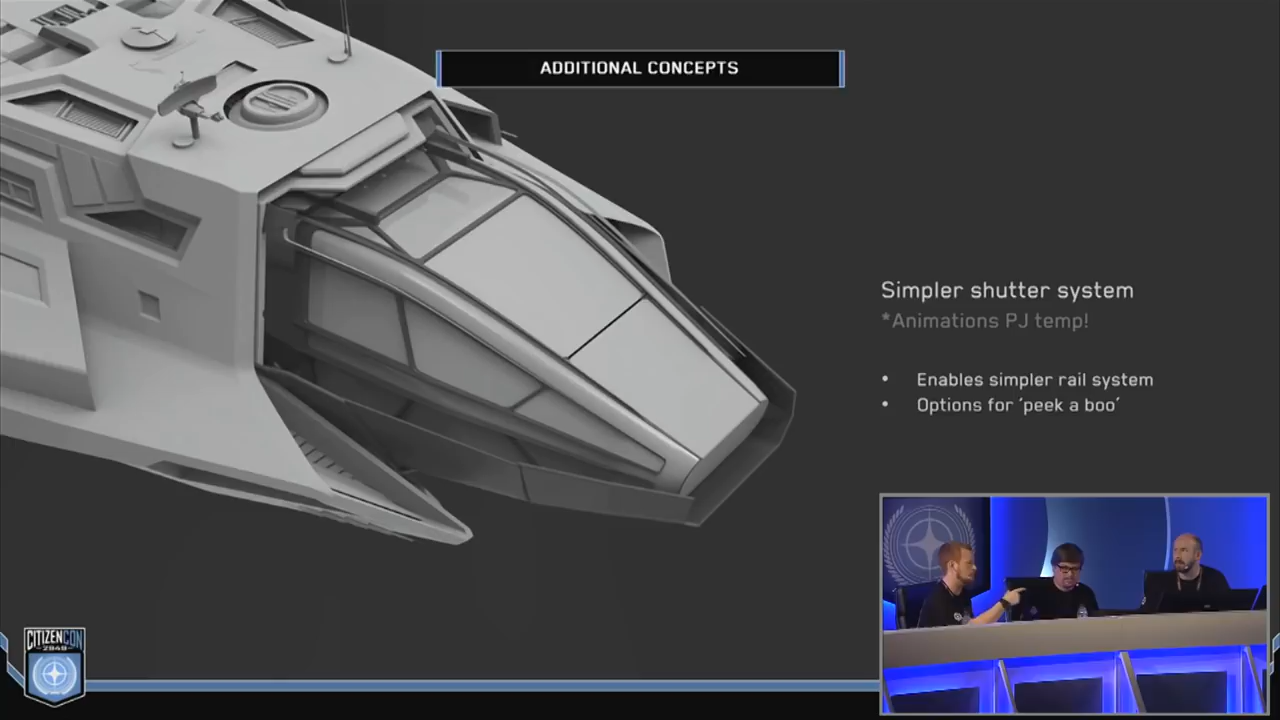 ADDITIONAL CONCEPTS
Simpler shutter system
*Animations PJ temp!
• Enables simpler rail system
• Options for 'peek a boo'
CITIZENCON
2948